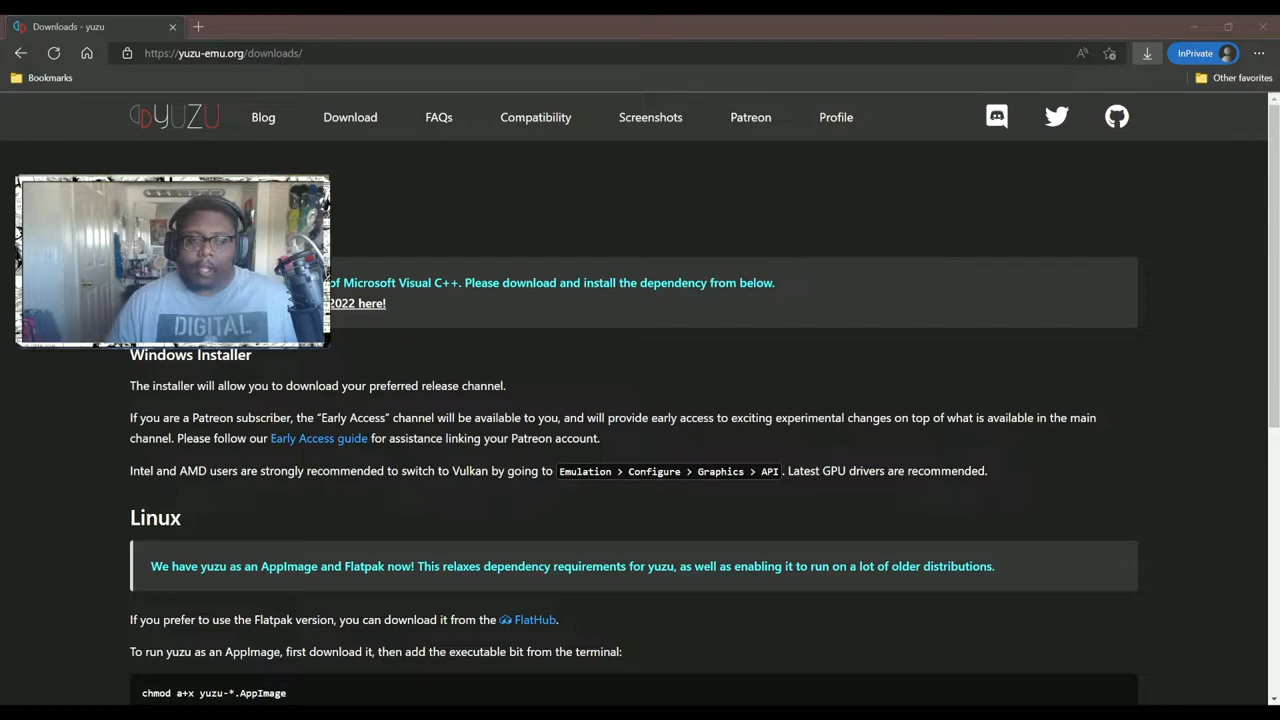 Downloads - yuzu
https://yuzu-emu.org/downloads/
InPrivate
Bookmarks
Other favorites
YUZU
Blog
Download
FAQs
Compatibility
Screenshots
Patreon
Profile
of Microsoft Visual C++. Please download and install the dependency from below.
2022 here!
DIGITAL
Windows Installer
The installer will allow you to download your preferred release channel.
If you are a Patreon subscriber, the “Early Access” channel will be available to you, and will provide early access to exciting experimental changes on top of what is available in the main
channel. Please follow our Early Access guide for assistance linking your Patreon account.
Intel and AMD users are strongly recommended to switch to Vulkan by going to Emulation > Configure > Graphics > API. Latest GPU drivers are recommended.
Linux
We have yuzu as an AppImage and Flatpak now! This relaxes dependency requirements for yuzu, as well as enabling it to run on a lot of older distributions.
If you prefer to use the Flatpak version, you can download it from the FlatHub.
To run yuzu as an AppImage, first download it, then add the executable bit from the terminal:
chmod a+x yuzu-*.AppImage